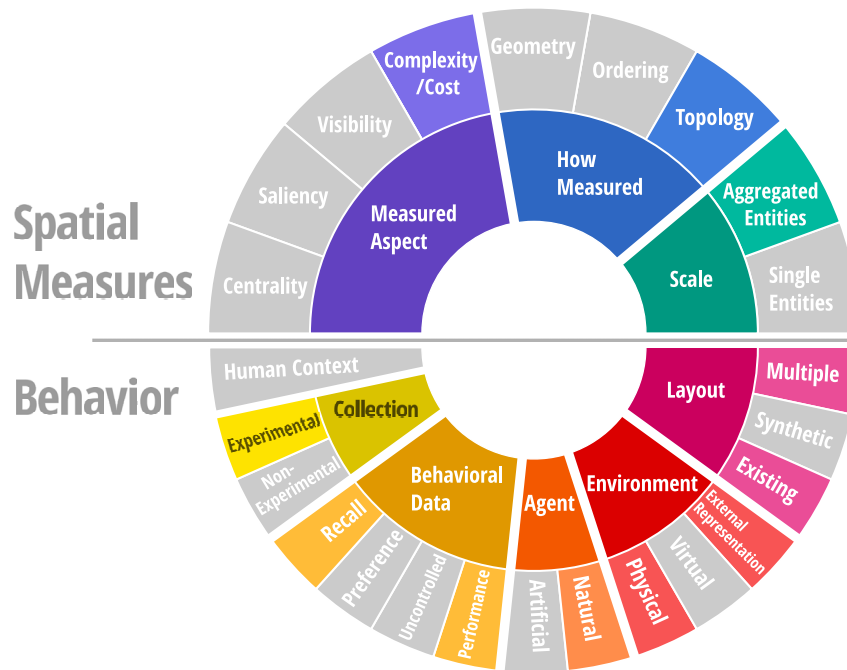 Spatial
Measures
Behavior
Centrality
Saliency
Visibility
Complexity
/Cost
Measured
Aspect
Geometry
Ordering
Topology
How
Measured
Aggregated
Entities
Single
Entities
Scale
Human Context
Experimental
Non-
Experimental
Collection
Recall
Preference
Uncontrolled
Performance
Behavioral
Data
Artificial
Natural
Agent
Physical
Virtual
External
Representation
Environment
Multiple
Synthetic
Existing
Layout